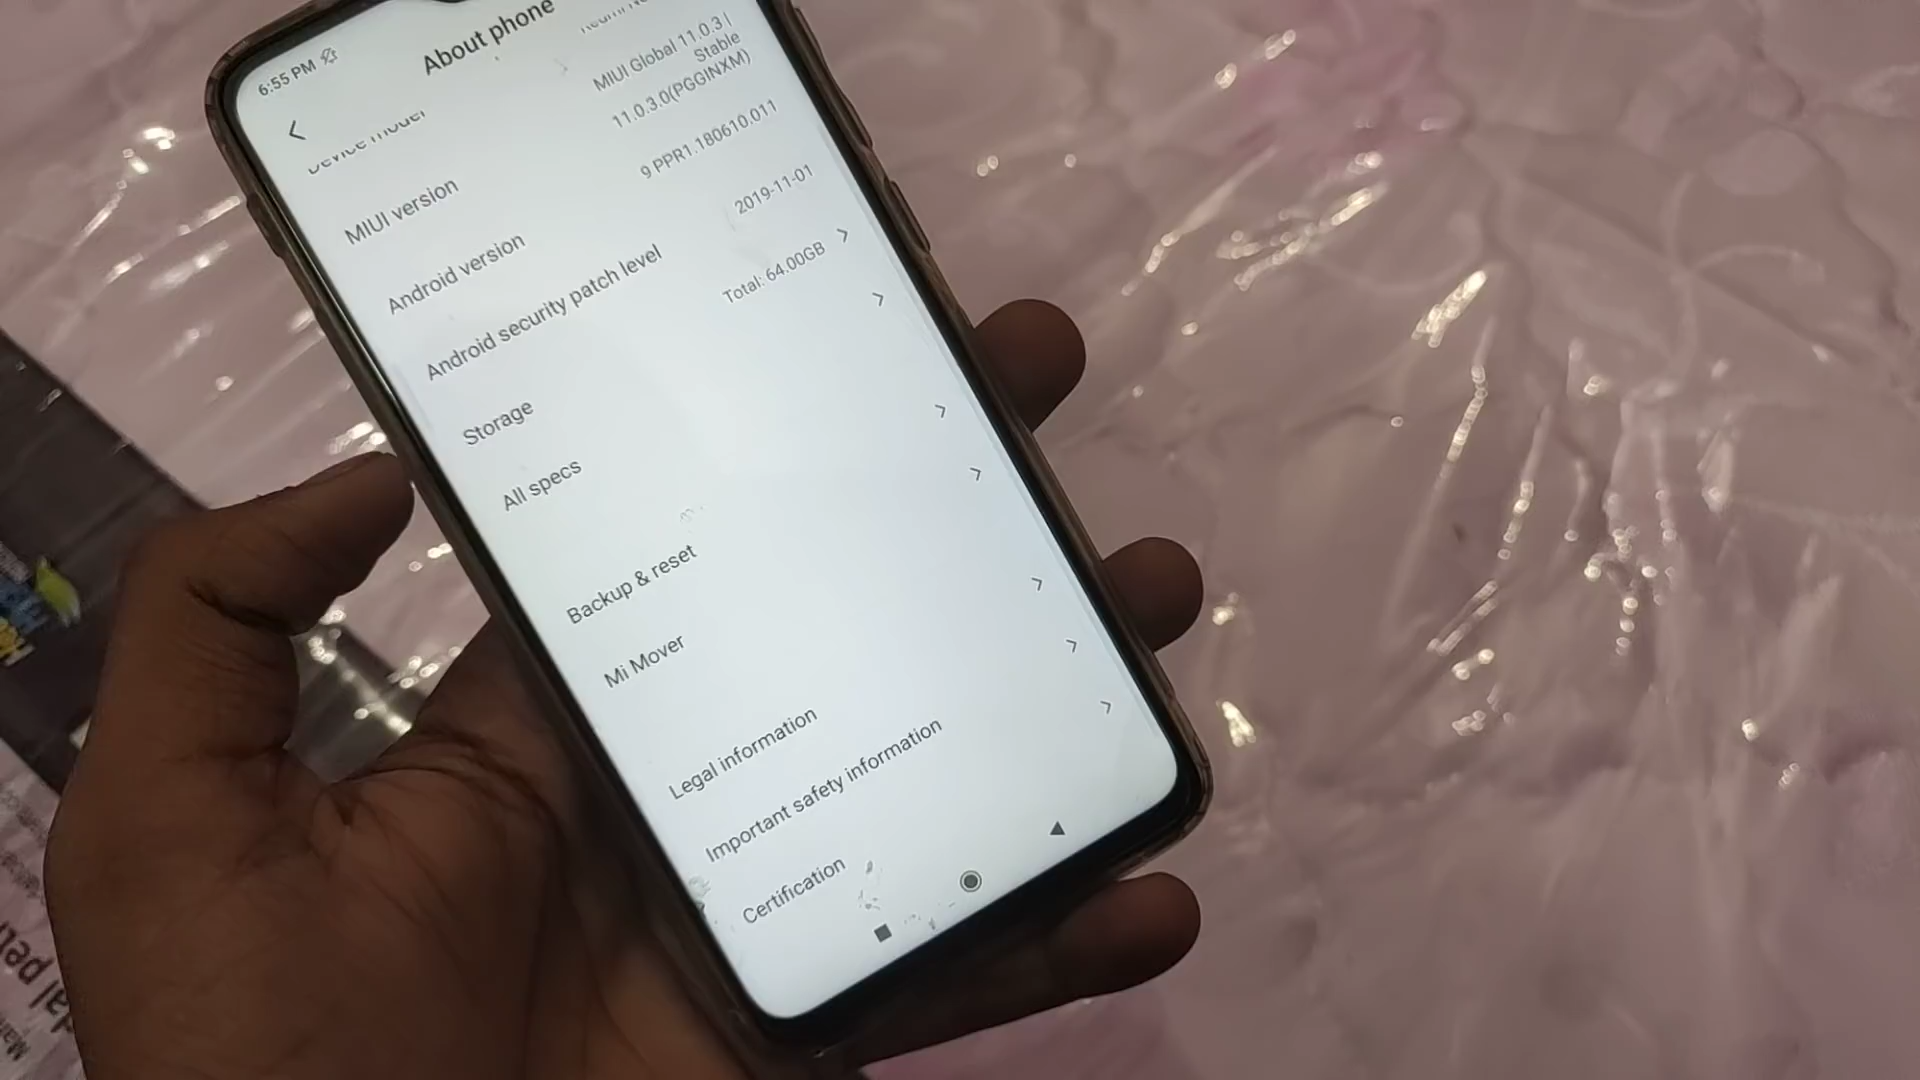 6:55 PM
About phone
Device model
MIUI version
MIUI Global 11.0.3 |
Stable
11.0.3.0(PGGINXM)
Android version
9 PPR1.180610.011
Android security patch level
2019-11-01
Storage
Total: 64.00GB
All specs
Backup & reset
Mi Mover
Legal information
Important safety information
Certification